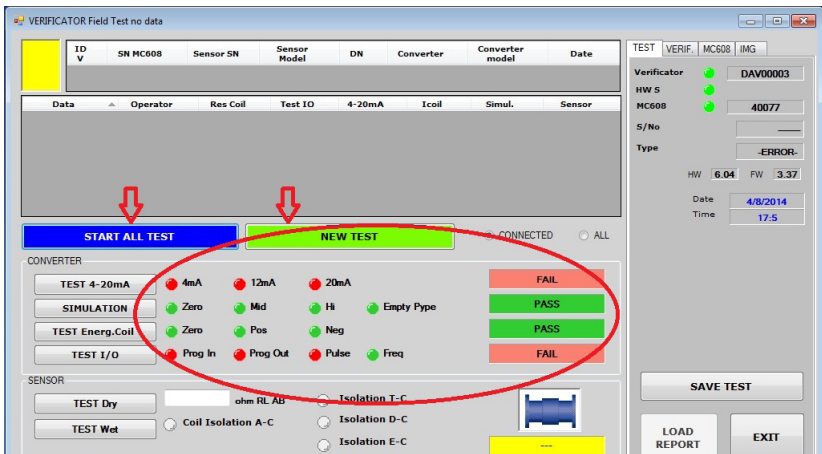 VERIFICATOR Field Test no data
ID V SN MC608 Sensor SN Sensor Model DN Converter Converter model Date
Data Operator Res Coil Test IO 4-20mA Icoil Simul. Sensor
START ALL TEST NEW TEST CONNECTED ALL
CONVERTER
TEST 4-20mA 4mA 12mA 20mA FAIL
SIMULATION Zero Mid Hi Empty Pype PASS
TEST Energ.Coil Zero Pos Neg PASS
TEST I/O Prog In Prog Out Pulse Freq FAIL
SENSOR
TEST Dry ohm RL AB Isolation T-C
TEST Wet Coil Isolation A-C Isolation D-C
Isolation E-C ---
TEST VERIF. MC608 IMG
Verificator DAV00003
HW S
MC608 40077
S/No
Type -ERROR-
HW 6.04 FW 3.37
Date 4/8/2014
Time 17:5
SAVE TEST
LOAD REPORT EXIT